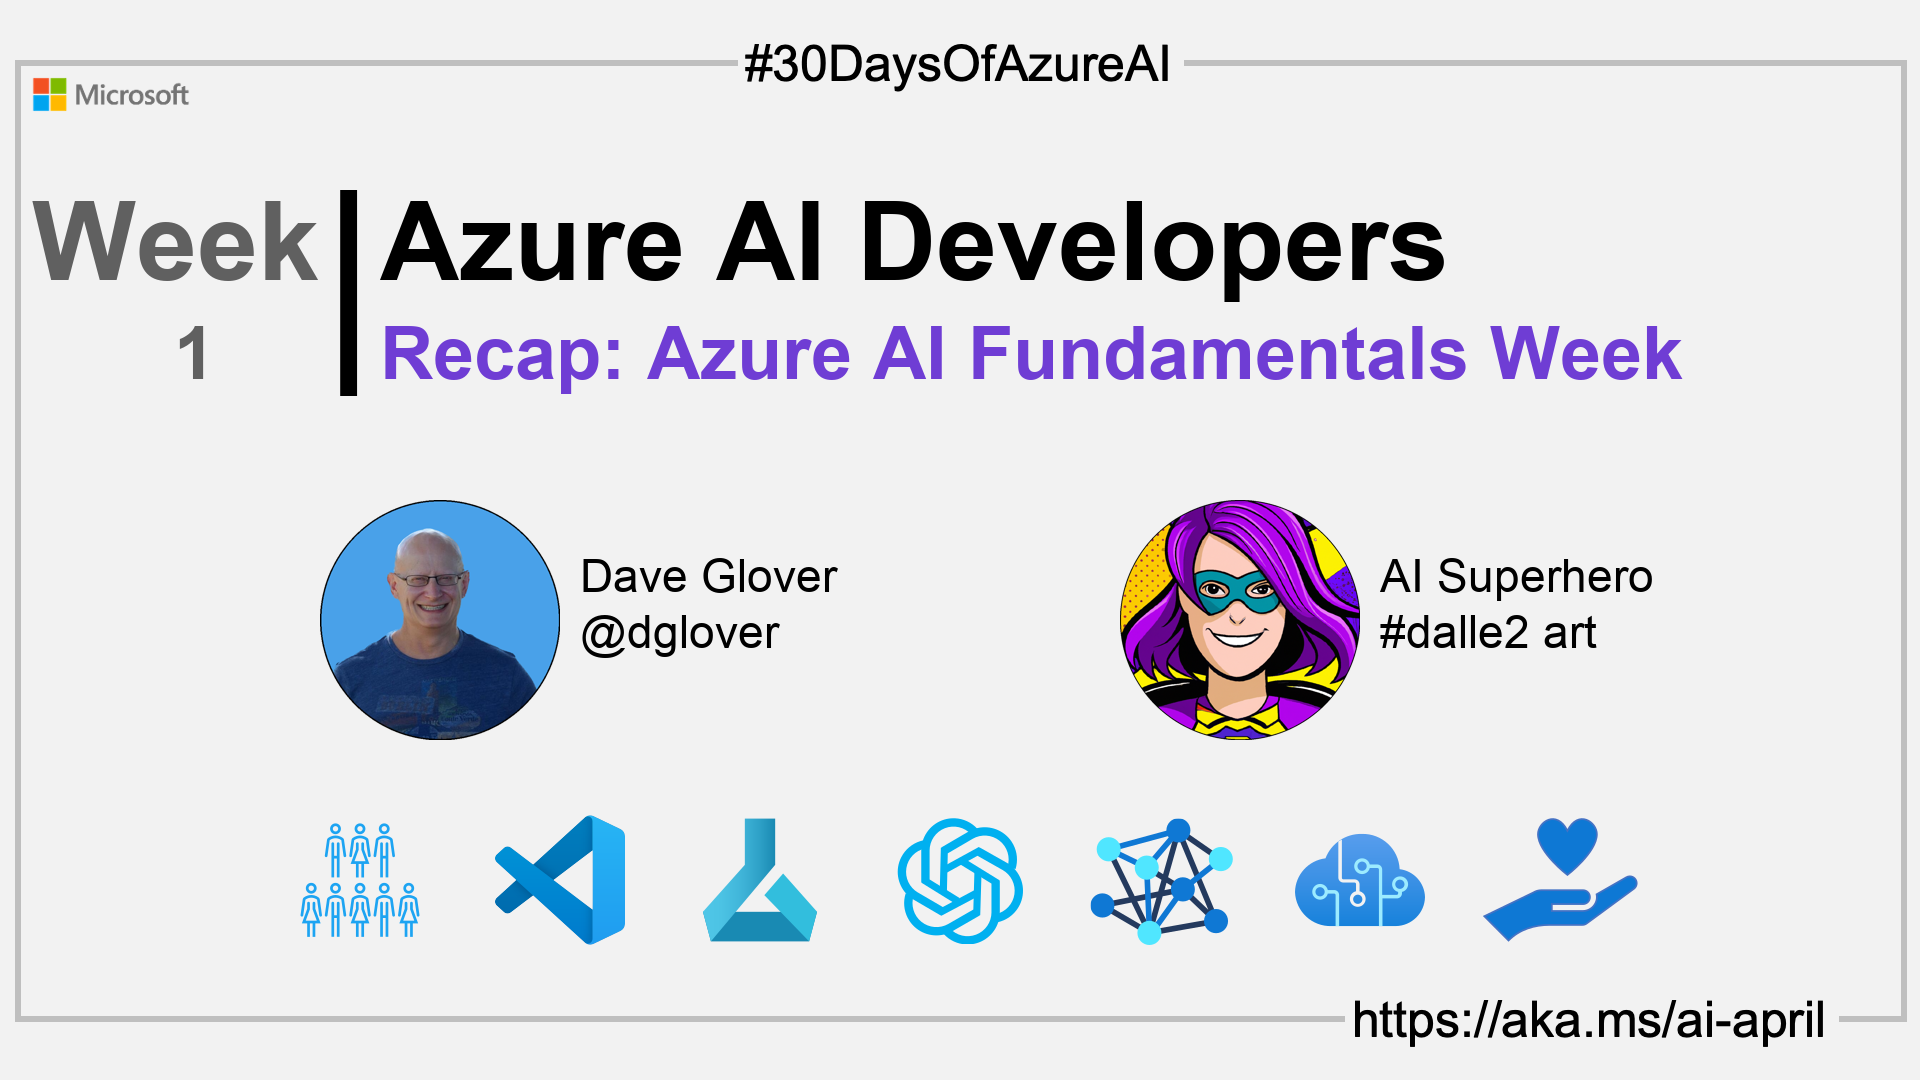 #30DaysOfAzureAI
Microsoft
Week
1
Azure AI Developers
Recap: Azure AI Fundamentals Week
Dave Glover
@dglover
AI Superhero
#dalle2 art
https://aka.ms/ai-april